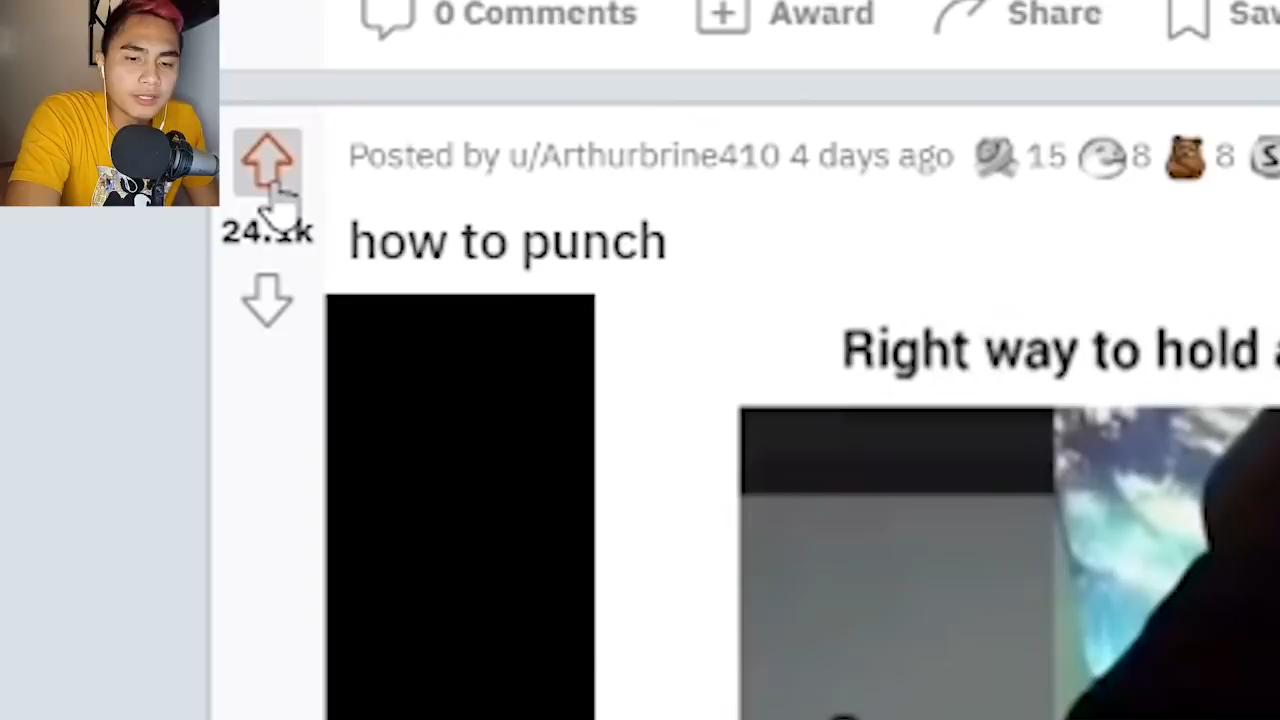 0 Comments Award Share
Posted by u/Arthurbrine410 4 days ago 15 8 8
how to punch
Right way to hold